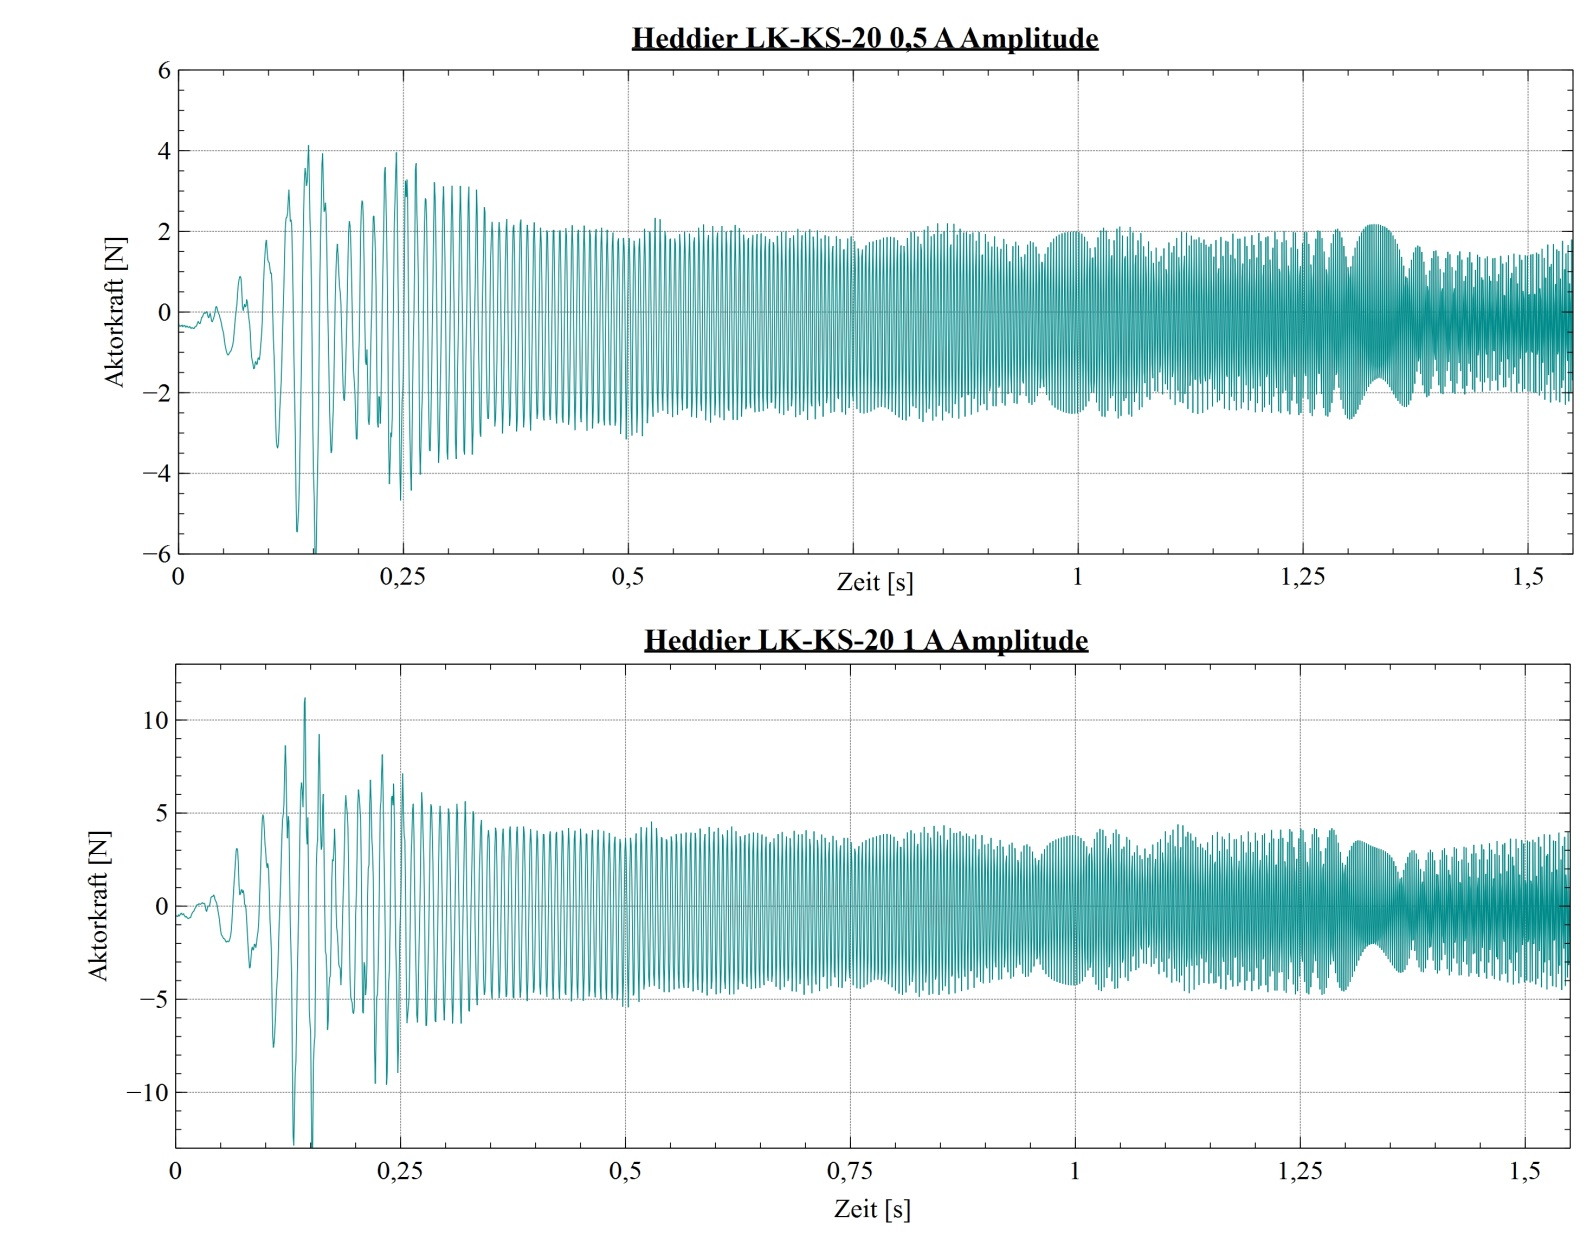 Heddier LK-KS-20 0,5 A Amplitude
6
4
2
0
−2
−4
−6
Aktorkraft [N]
0 0,25 0,5 1 1,25 1,5
Zeit [s]
Heddier LK-KS-20 1 A Amplitude
10
5
0
−5
−10
Aktorkraft [N]
0 0,25 0,5 0,75 1 1,25 1,5
Zeit [s]